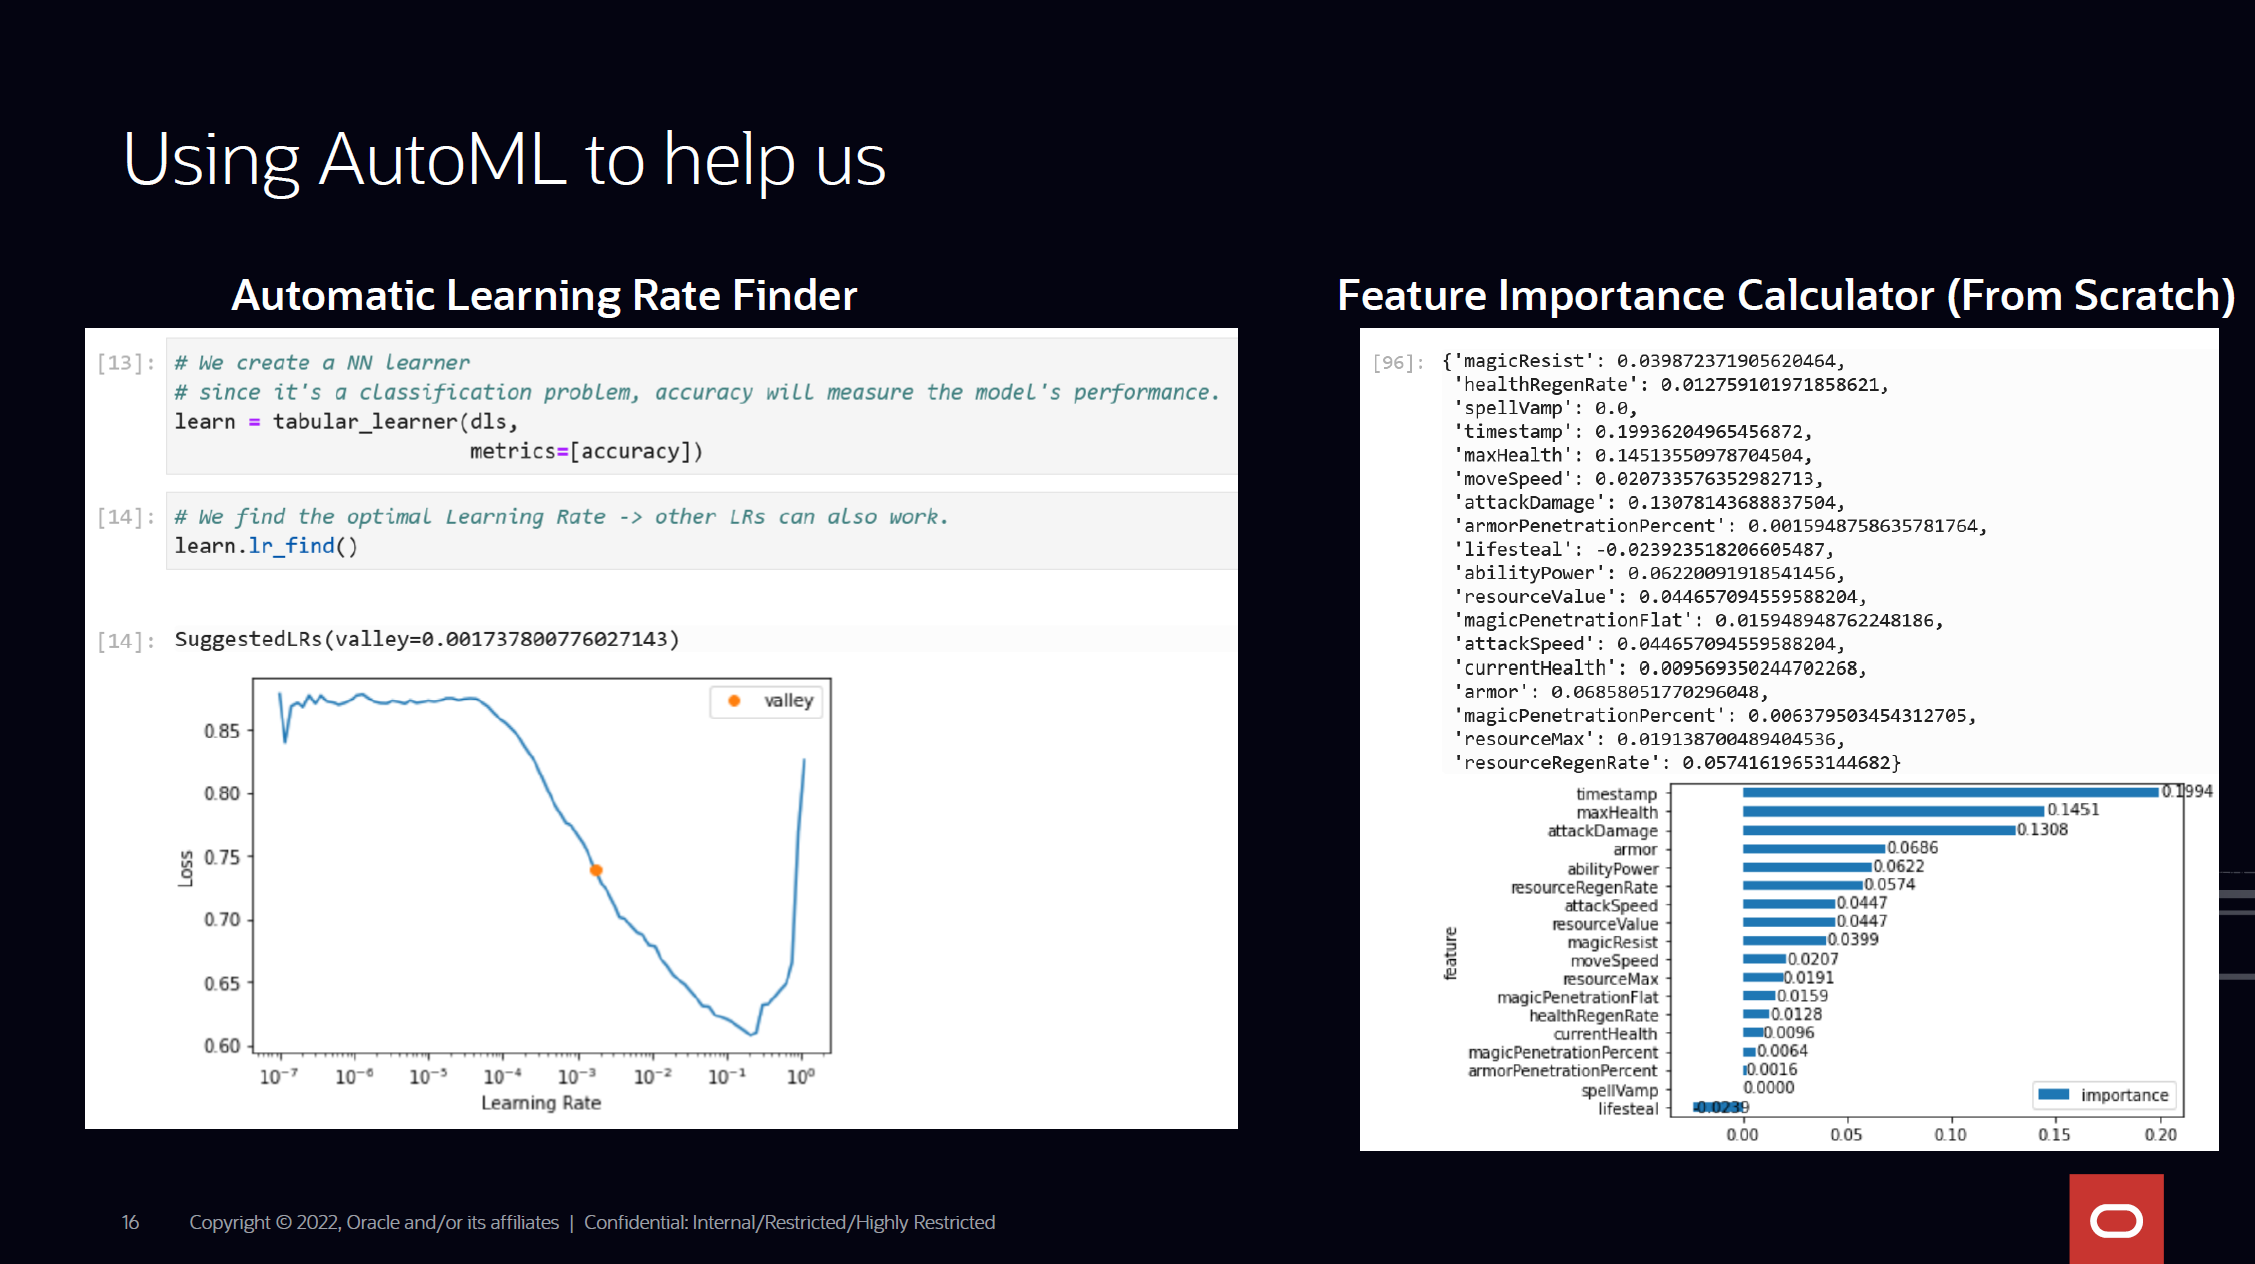 Using AutoML to help us
Automatic Learning Rate Finder
[13]: # We create a NN learner
# since it's a classification problem, accuracy will measure the model's performance.
learn = tabular_learner(dls,
metrics=[accuracy])
[14]: # We find the optimal Learning Rate -> other LRs can also work.
learn.lr_find()
[14]: SuggestedLRs(valley=0.001737800776027143)
valley
0.85
0.80
0.75
0.70
0.65
0.60
Loss
10⁻⁷ 10⁻⁶ 10⁻⁵ 10⁻⁴ 10⁻³ 10⁻² 10⁻¹ 10⁰
Learning Rate
Feature Importance Calculator (From Scratch)
[96]: {'magicResist': 0.039872371905620464,
'healthRegenRate': 0.012759101971858621,
'spellVamp': 0.0,
'timestamp': 0.19936204965456872,
'maxHealth': 0.14513550978704504,
'moveSpeed': 0.020733576352982713,
'attackDamage': 0.13078143688837504,
'armorPenetrationPercent': 0.0015948758635781764,
'lifesteal': -0.023923518206605487,
'abilityPower': 0.06220091918541456,
'resourceValue': 0.044657094559588204,
'magicPenetrationFlat': 0.015948948762248186,
'attackSpeed': 0.044657094559588204,
'currentHealth': 0.009569350244702268,
'armor': 0.06858051770296048,
'magicPenetrationPercent': 0.006379503454312705,
'resourceMax': 0.019138700489404536,
'resourceRegenRate': 0.05741619653144682}
timestamp 0.1994
maxHealth 0.1451
attackDamage 0.1308
armor 0.0686
abilityPower 0.0622
resourceRegenRate 0.0574
attackSpeed 0.0447
resourceValue 0.0447
magicResist 0.0399
moveSpeed 0.0207
resourceMax 0.0191
magicPenetrationFlat 0.0159
healthRegenRate 0.0128
currentHealth 0.0096
magicPenetrationPercent 0.0064
armorPenetrationPercent 0.0016
spellVamp 0.0000
lifesteal -0.0239
feature
importance
0.00 0.05 0.10 0.15 0.20
16 Copyright © 2022, Oracle and/or its affiliates | Confidential: Internal/Restricted/Highly Restricted